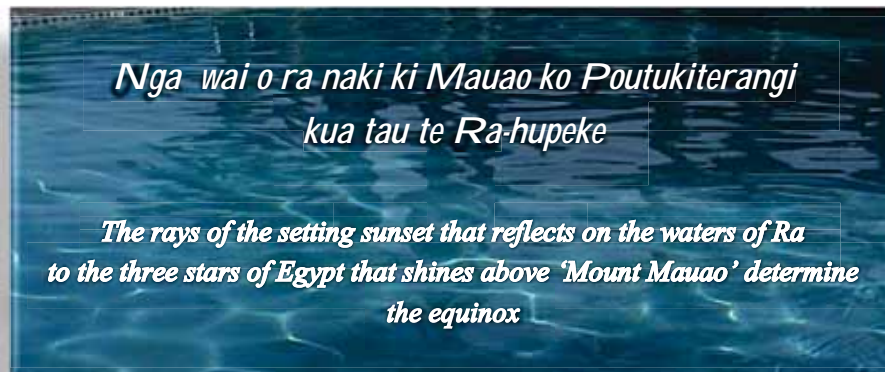 Nga wai o ra naki ki Mauao ko Poutukiterangi
kua tau te Ra-hupeke
The rays of the setting sunset that reflects on the waters of Ra
to the three stars of Egypt that shines above ‘Mount Mauao’ determine
the equinox